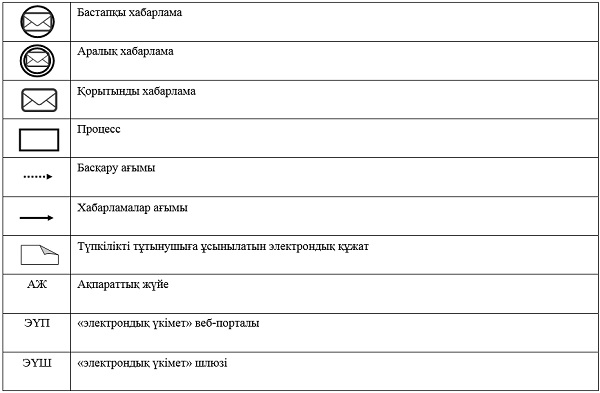 Бастапқы хабарлама
Аралық хабарлама
Қорытынды хабарлама
Процесс
Басқару ағымы
Хабарламалар ағымы
Түпкілікті тұтынушыға ұсынылатын электрондық құжат
АЖ Ақпараттық жүйе
ЭҮП «электрондық үкімет» веб-порталы
ЭҮШ «электрондық үкімет» шлюзі